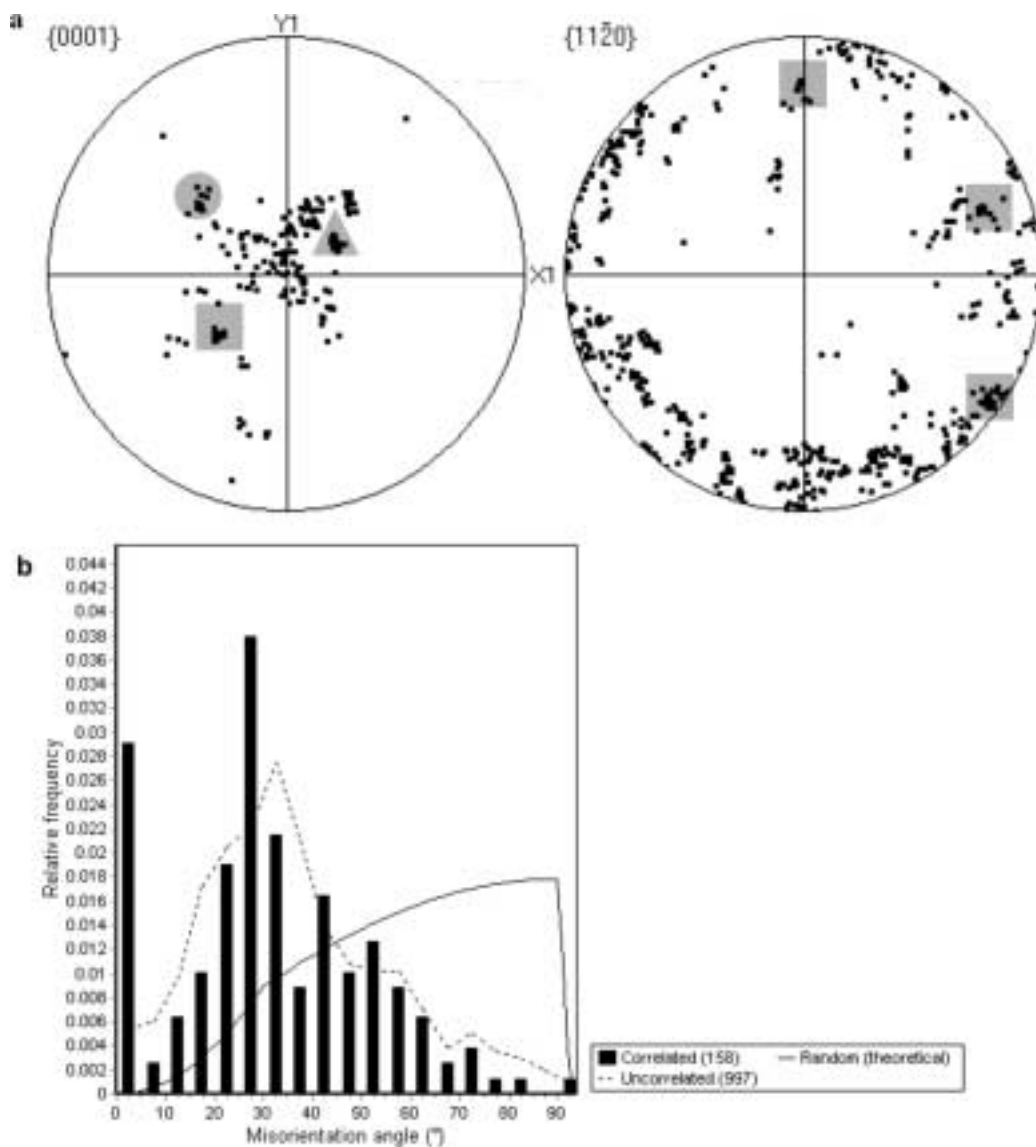 a
{0001}
Y1
X1
{11$\bar{2}$0}
b
0.044
0.042
0.04
0.038
0.036
0.034
0.032
0.03
0.028
0.026
0.024
0.022
0.02
0.018
0.016
0.014
0.012
0.01
0.008
0.006
0.004
0.002
0
Relative frequency
0 10 20 30 40 50 60 70 80 90
Misorientation angle (°)
Correlated (158)
Random (theoretical)
Uncorrelated (997)